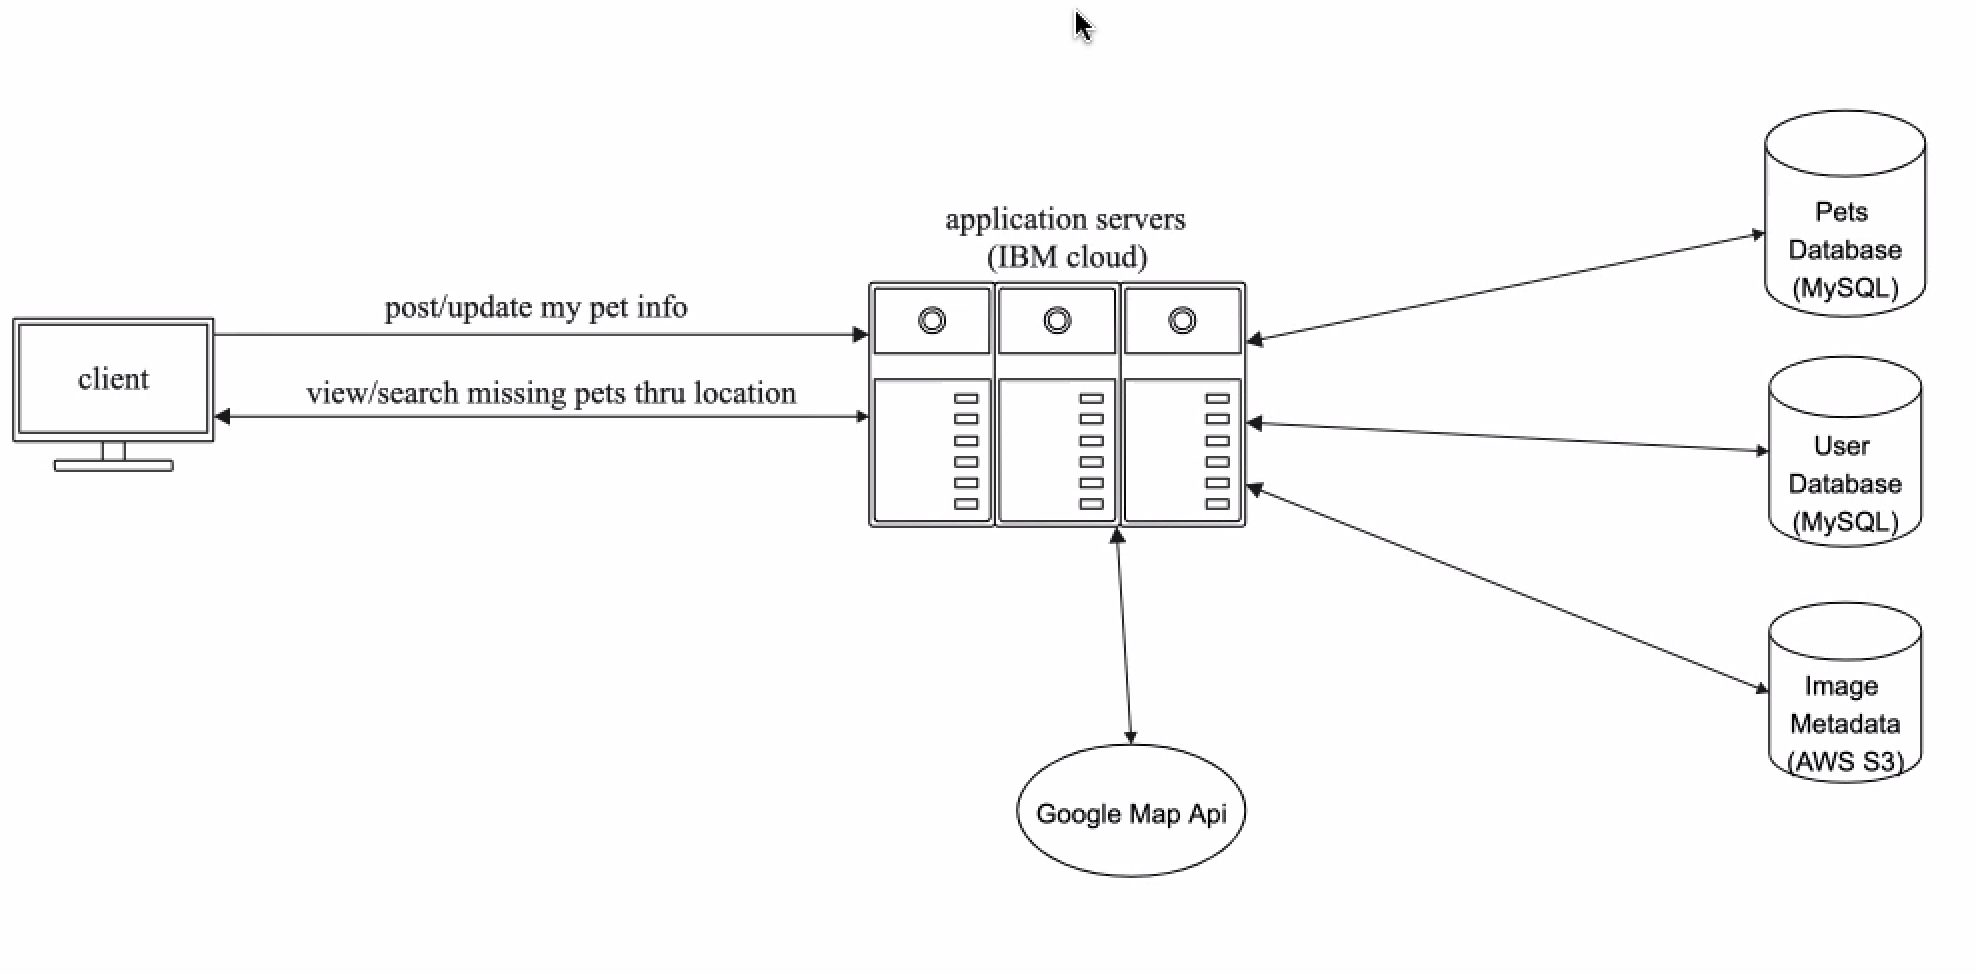 client
post/update my pet info
view/search missing pets thru location
application servers
(IBM cloud)
Google Map Api
Pets
Database
(MySQL)
User
Database
(MySQL)
Image
Metadata
(AWS S3)